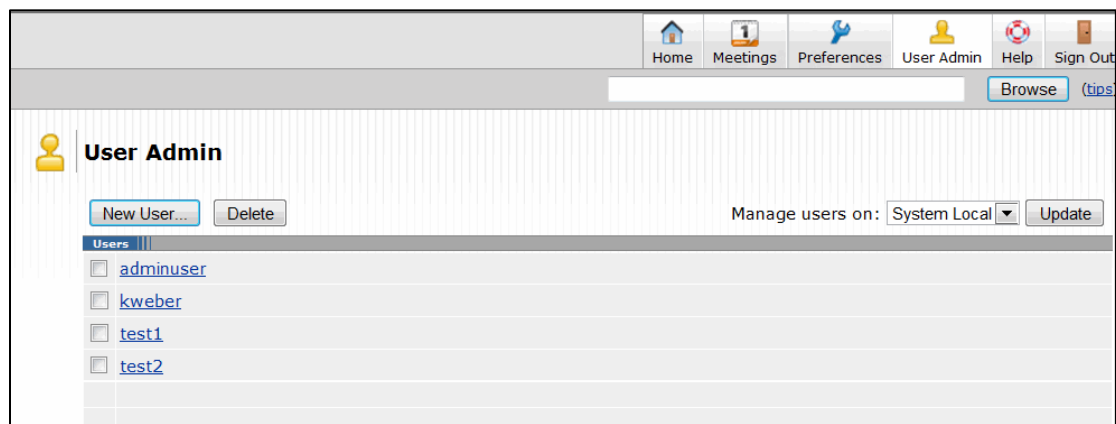 1
Home Meetings Preferences User Admin Help Sign Out
Browse (tips)
User Admin
New User... Delete Manage users on: System Local Update
Users
adminuser
kweber
test1
test2